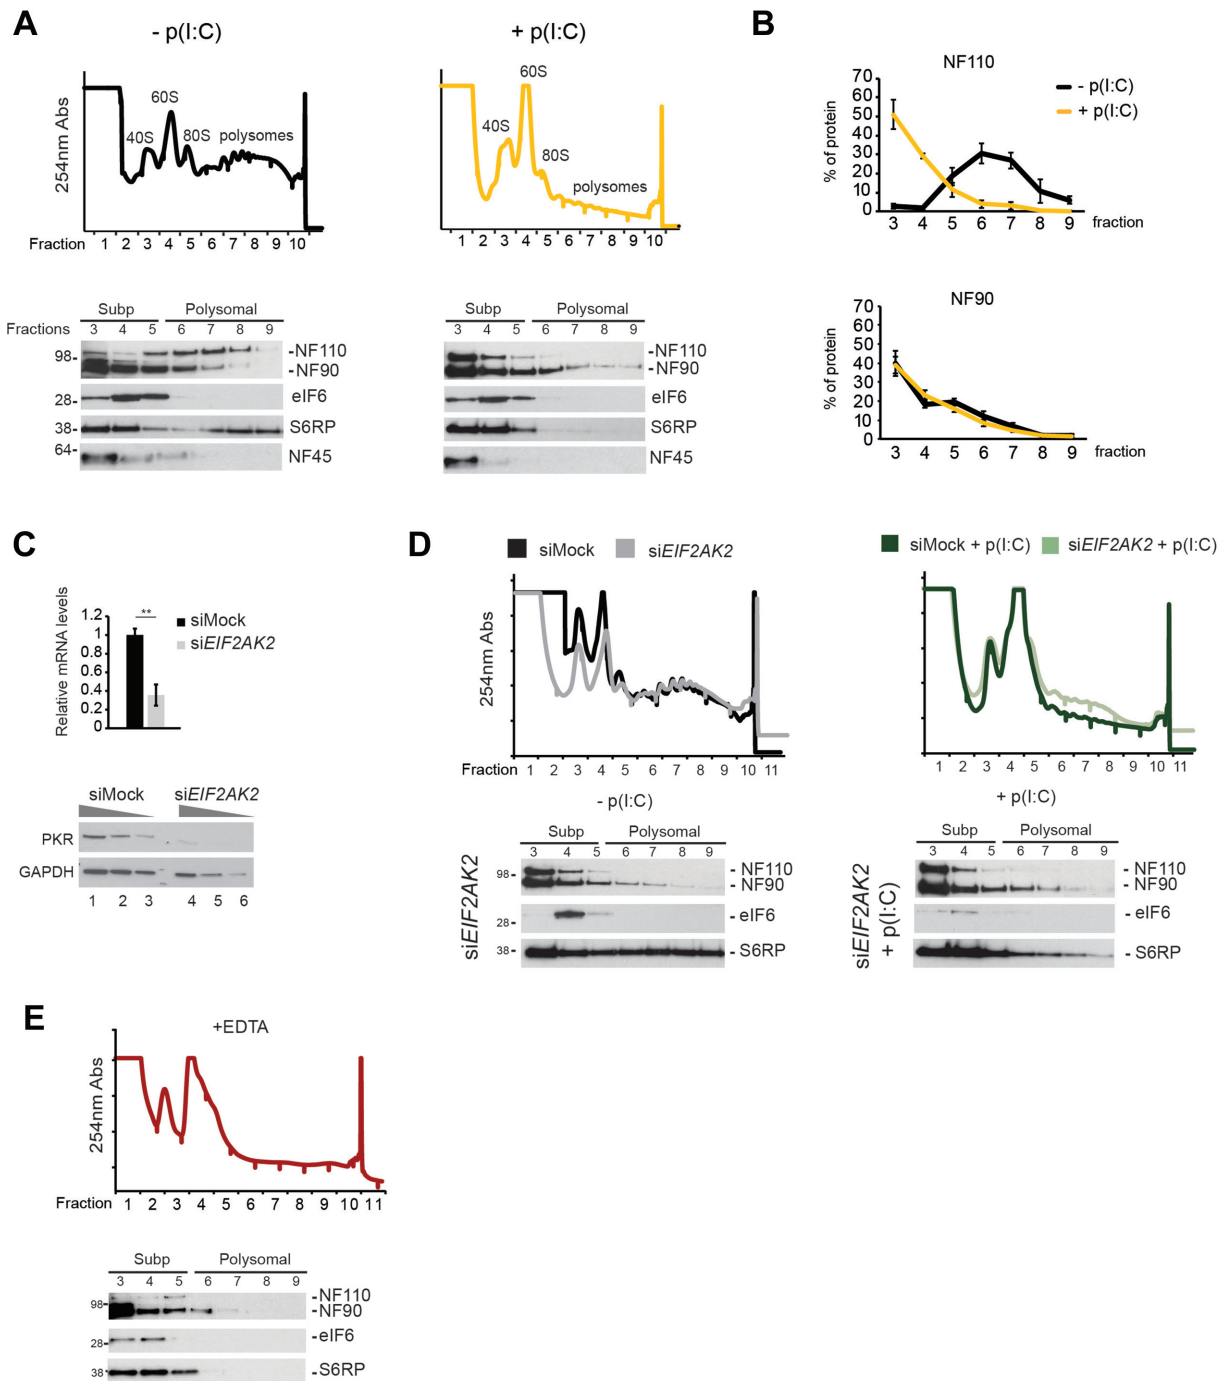 A
B
- p(I:C)
+ p(I:C)
254nm Abs
40S
60S
80S
polysomes
Fraction 1 2 3 4 5 6 7 8 9 10
40S
60S
80S
polysomes
1 2 3 4 5 6 7 8 9 10
Subp Polysomal
Fractions 3 4 5 6 7 8 9
98- -NF110
-NF90
28- eIF6
38- S6RP
64- NF45
Subp Polysomal
3 4 5 6 7 8 9
-NF110
-NF90
eIF6
S6RP
NF45
NF110
- p(I:C)
+ p(I:C)
% of protein
70
60
50
40
30
20
10
0
3 4 5 6 7 8 9 fraction
NF90
% of protein
70
60
50
40
30
20
10
0
3 4 5 6 7 8 9 fraction
C
Relative mRNA levels
1.2
1
0.8
0.6
0.4
0.2
0
**
siMock
siEIF2AK2
siMock siEIF2AK2
PKR
GAPDH
1 2 3 4 5 6
D
siMock siEIF2AK2
254nm Abs
Fraction 1 2 3 4 5 6 7 8 9 10 11
- p(I:C)
Subp Polysomal
3 4 5 6 7 8 9
siEIF2AK2
98- - NF110
- NF90
28- - eIF6
38- - S6RP
siMock + p(I:C) siEIF2AK2 + p(I:C)
1 2 3 4 5 6 7 8 9 10 11
+ p(I:C)
Subp Polysomal
3 4 5 6 7 8 9
siEIF2AK2
+ p(I:C)
- NF110
- NF90
- eIF6
- S6RP
E
+EDTA
254nm Abs
Fraction 1 2 3 4 5 6 7 8 9 10 11
Subp Polysomal
3 4 5 6 7 8 9
98- -NF110
-NF90
28- -eIF6
38- -S6RP